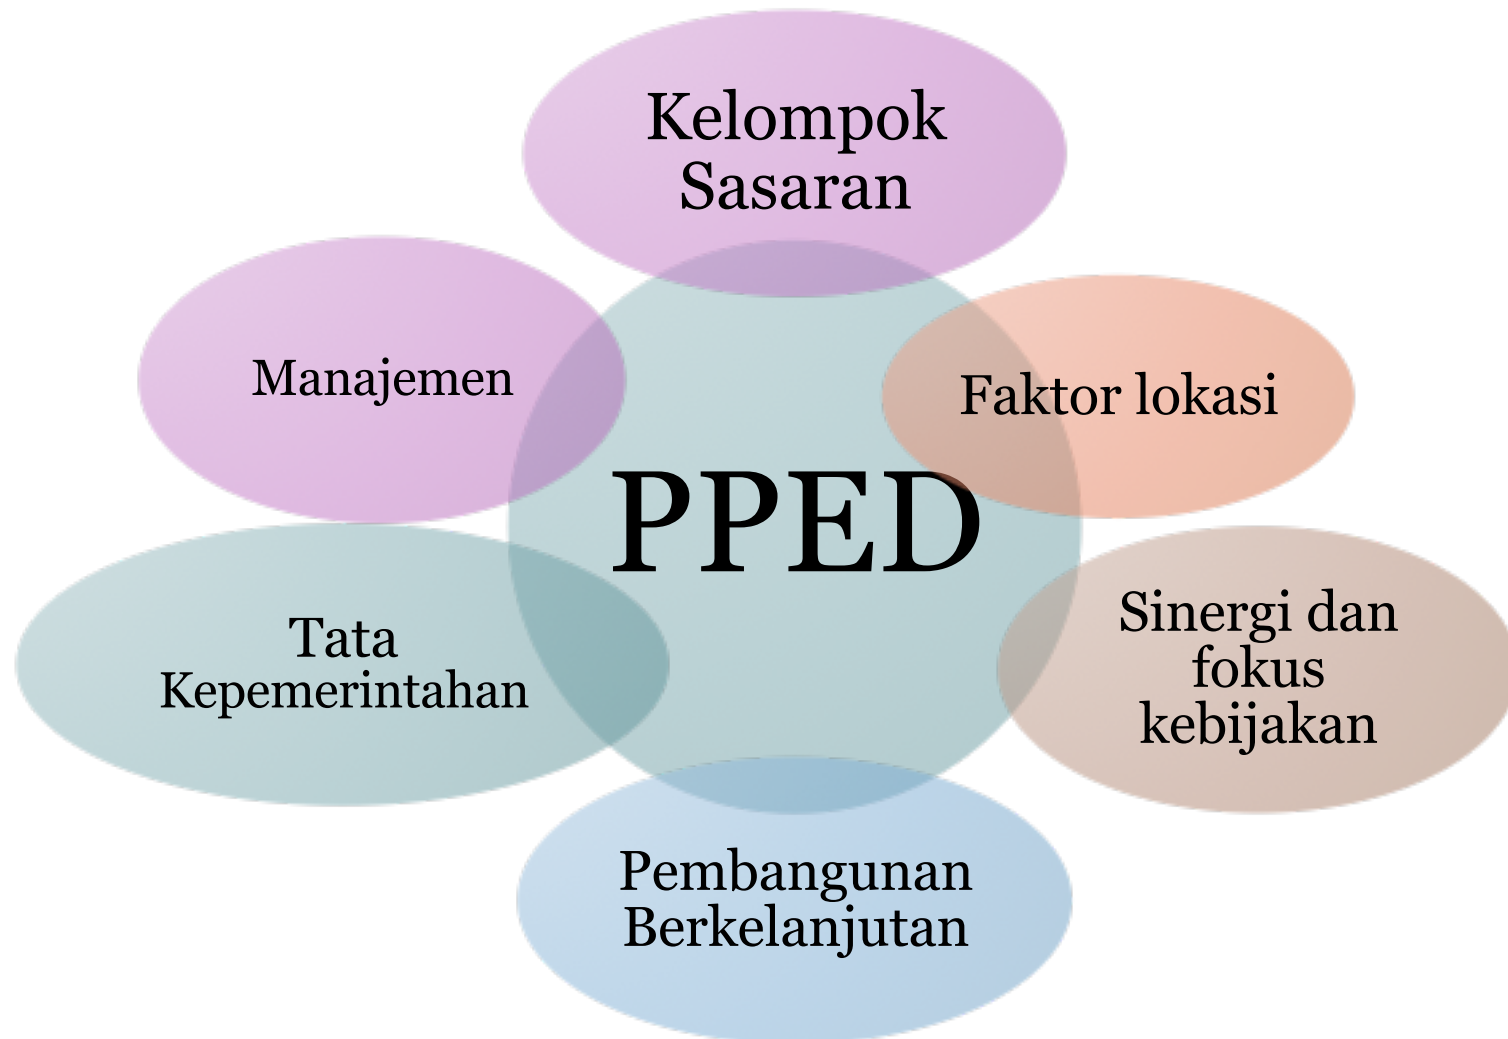 Kelompok
Sasaran
Manajemen
Faktor lokasi
PPED
Sinergi dan
fokus
kebijakan
Tata
Kepemerintahan
Pembangunan
Berkelanjutan